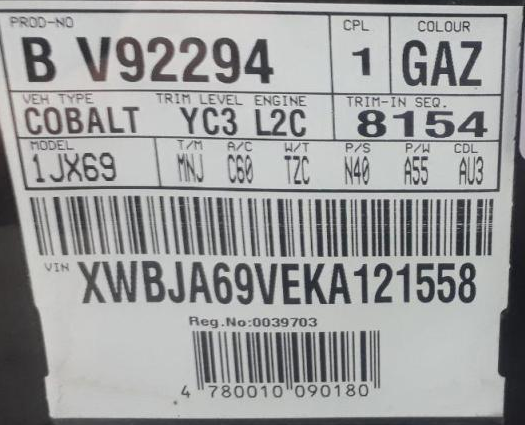 PROD-NO CPL COLOUR
B V92294 1 GAZ
VEH TYPE TRIM LEVEL ENGINE TRIM-IN SEQ.
COBALT YC3 L2C 8154
MODEL T/M A/C W/T P/S P/W CDL
1JX69 MNJ C60 TZC N40 A55 AU3
VIN XWBJA69VEKA121558
Reg.No:0039703
4 780010 090180